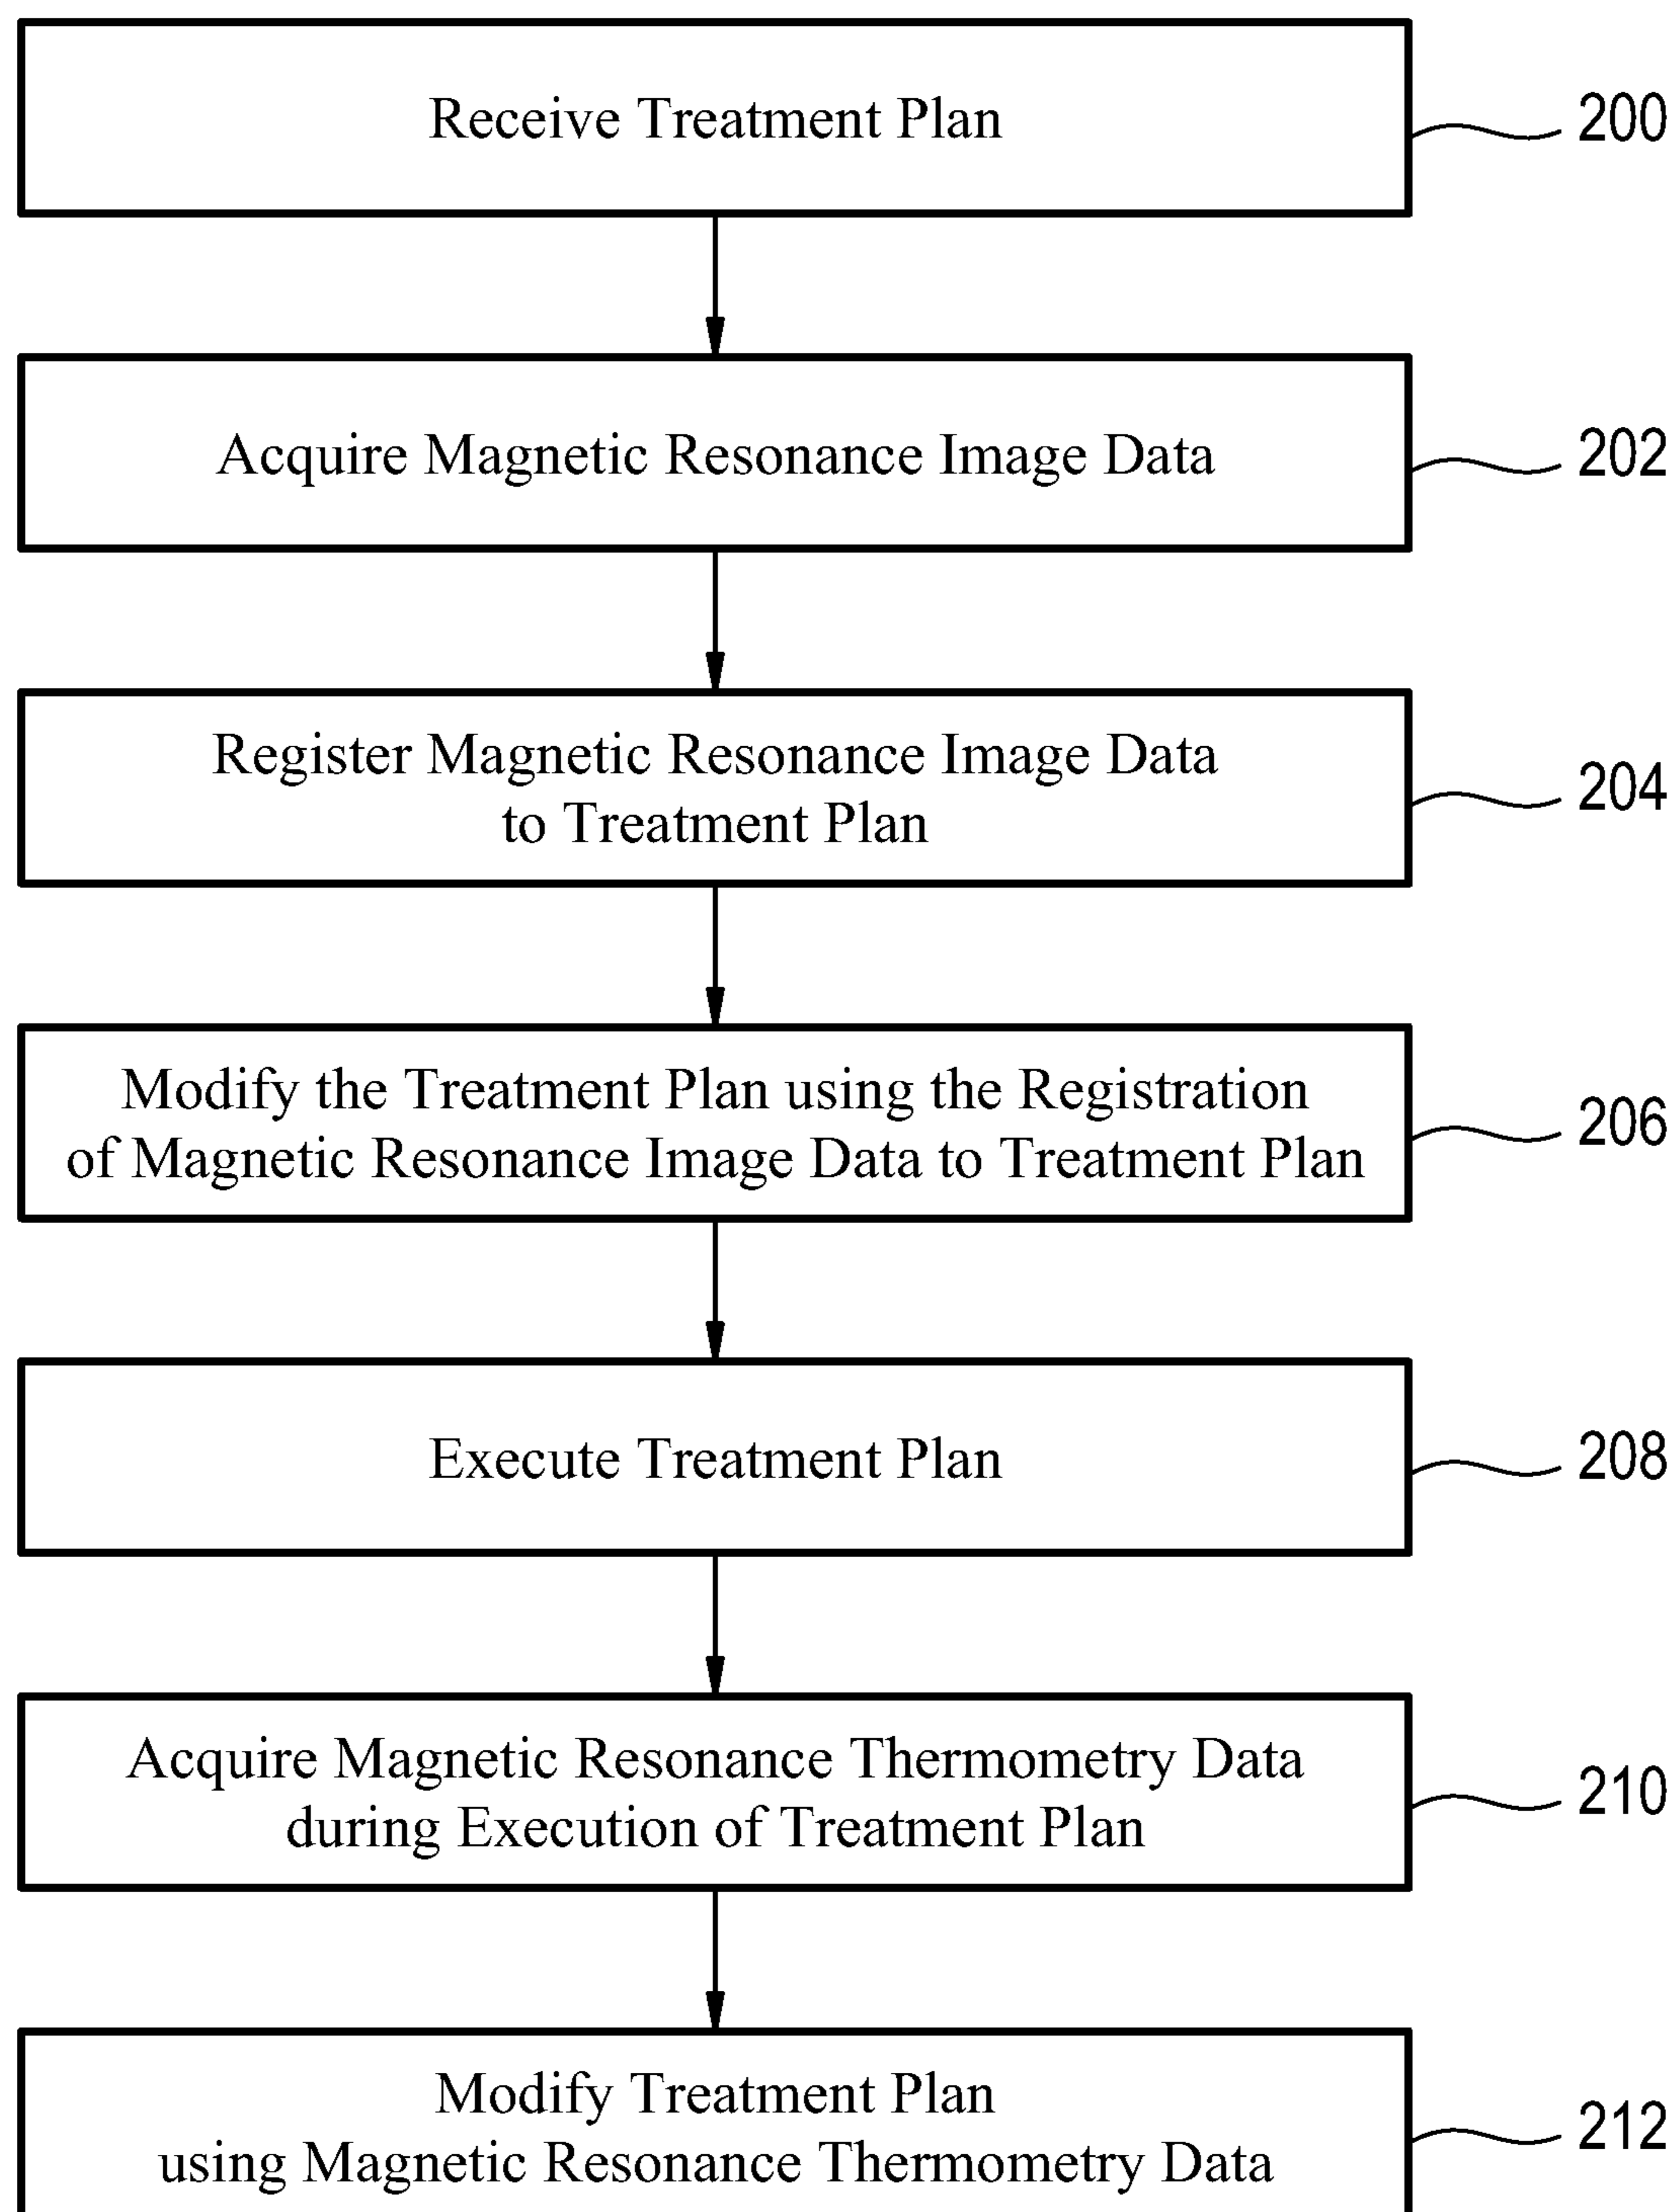 Receive Treatment Plan
200
Acquire Magnetic Resonance Image Data
202
Register Magnetic Resonance Image Data
to Treatment Plan
204
Modify the Treatment Plan using the Registration
of Magnetic Resonance Image Data to Treatment Plan
206
Execute Treatment Plan
208
Acquire Magnetic Resonance Thermometry Data
during Execution of Treatment Plan
210
Modify Treatment Plan
using Magnetic Resonance Thermometry Data
212